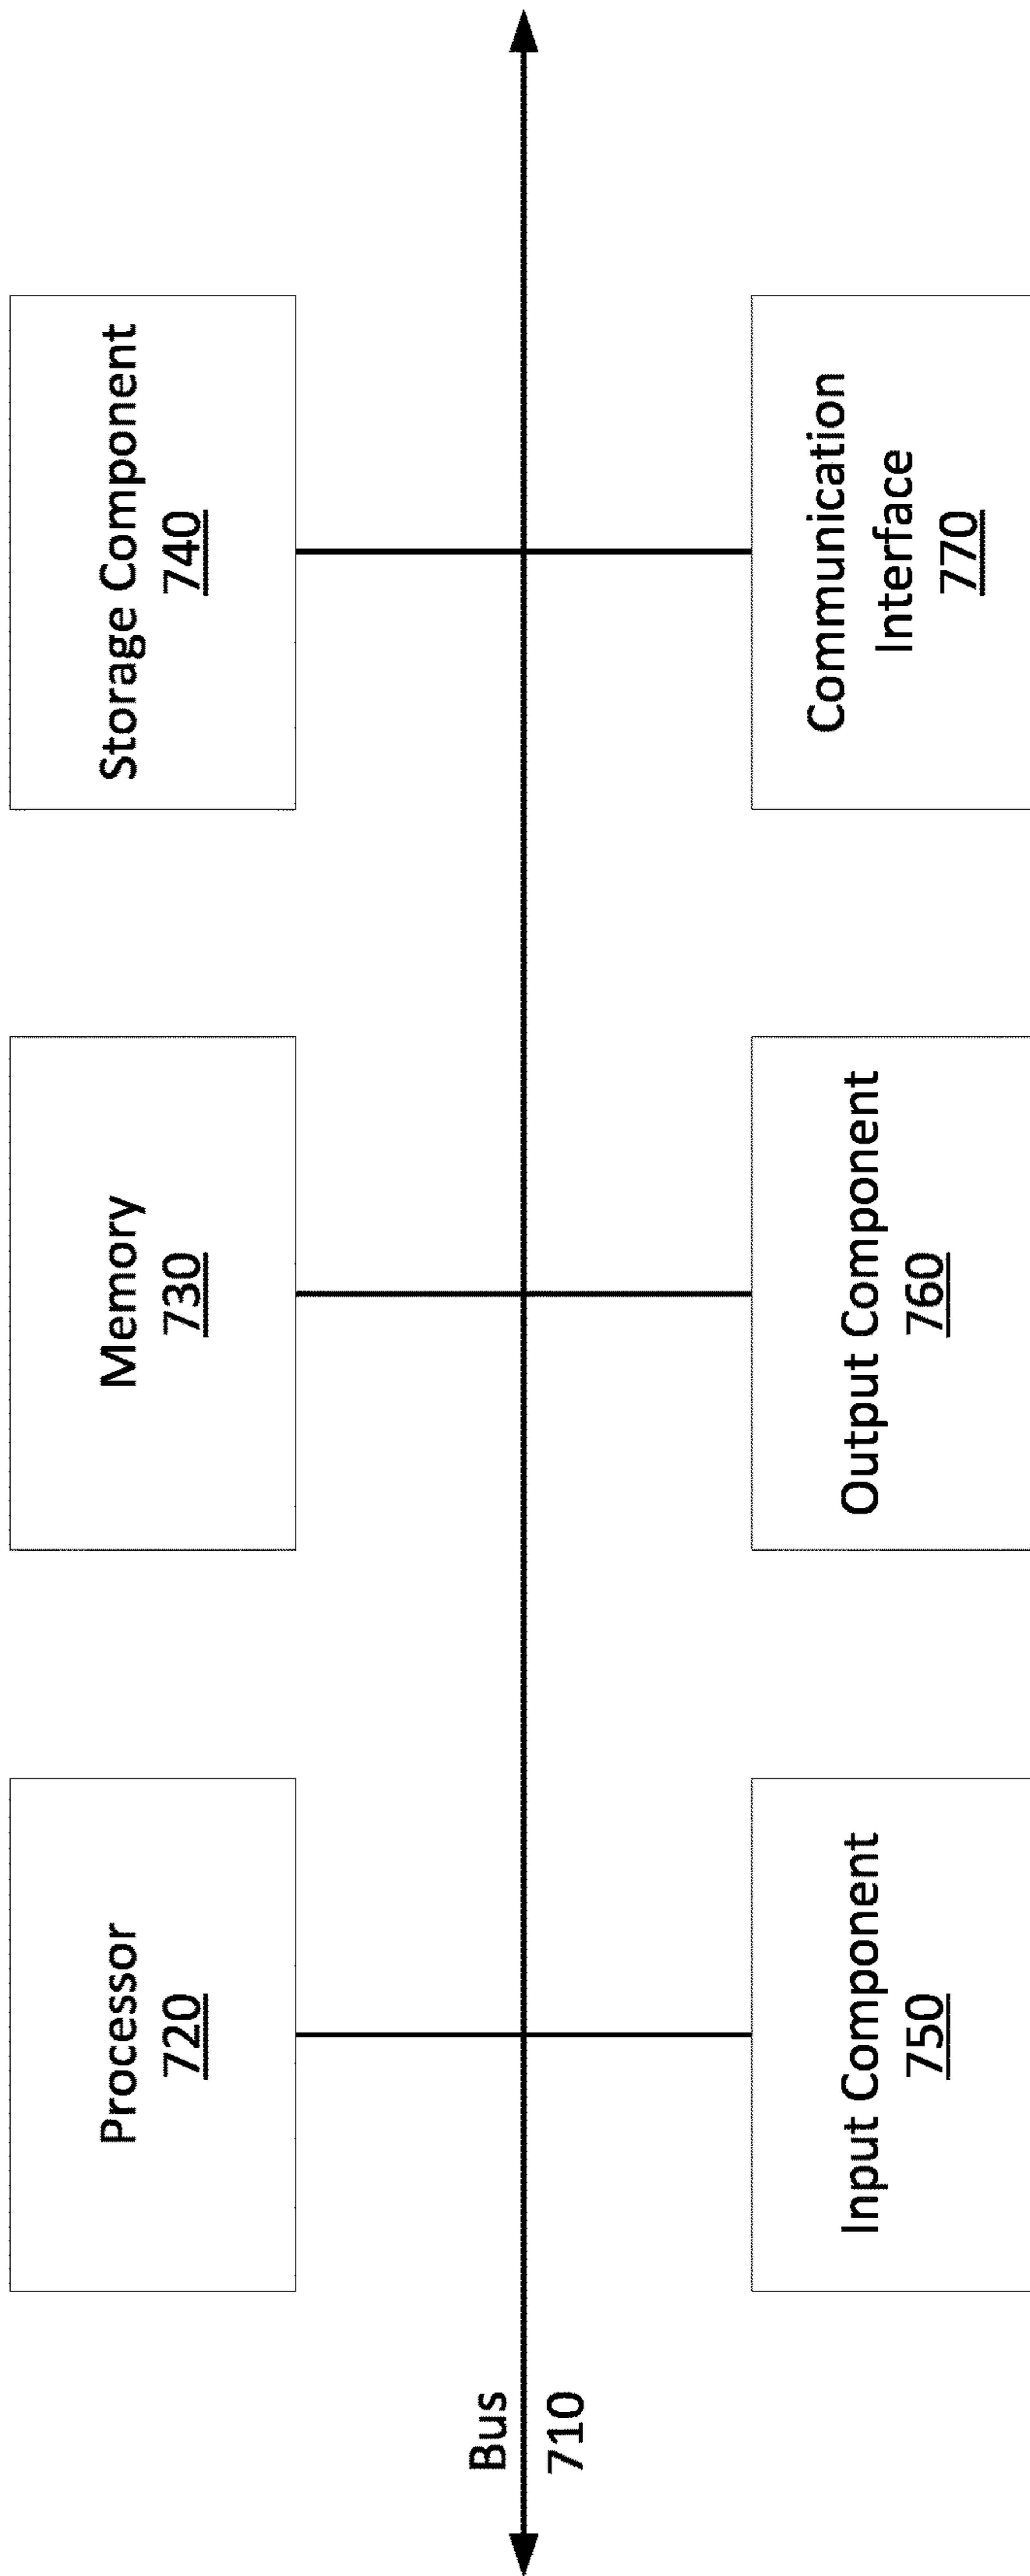 Processor
720
Memory
730
Storage Component
740
Bus
710
Input Component
750
Output Component
760
Communication
Interface
770